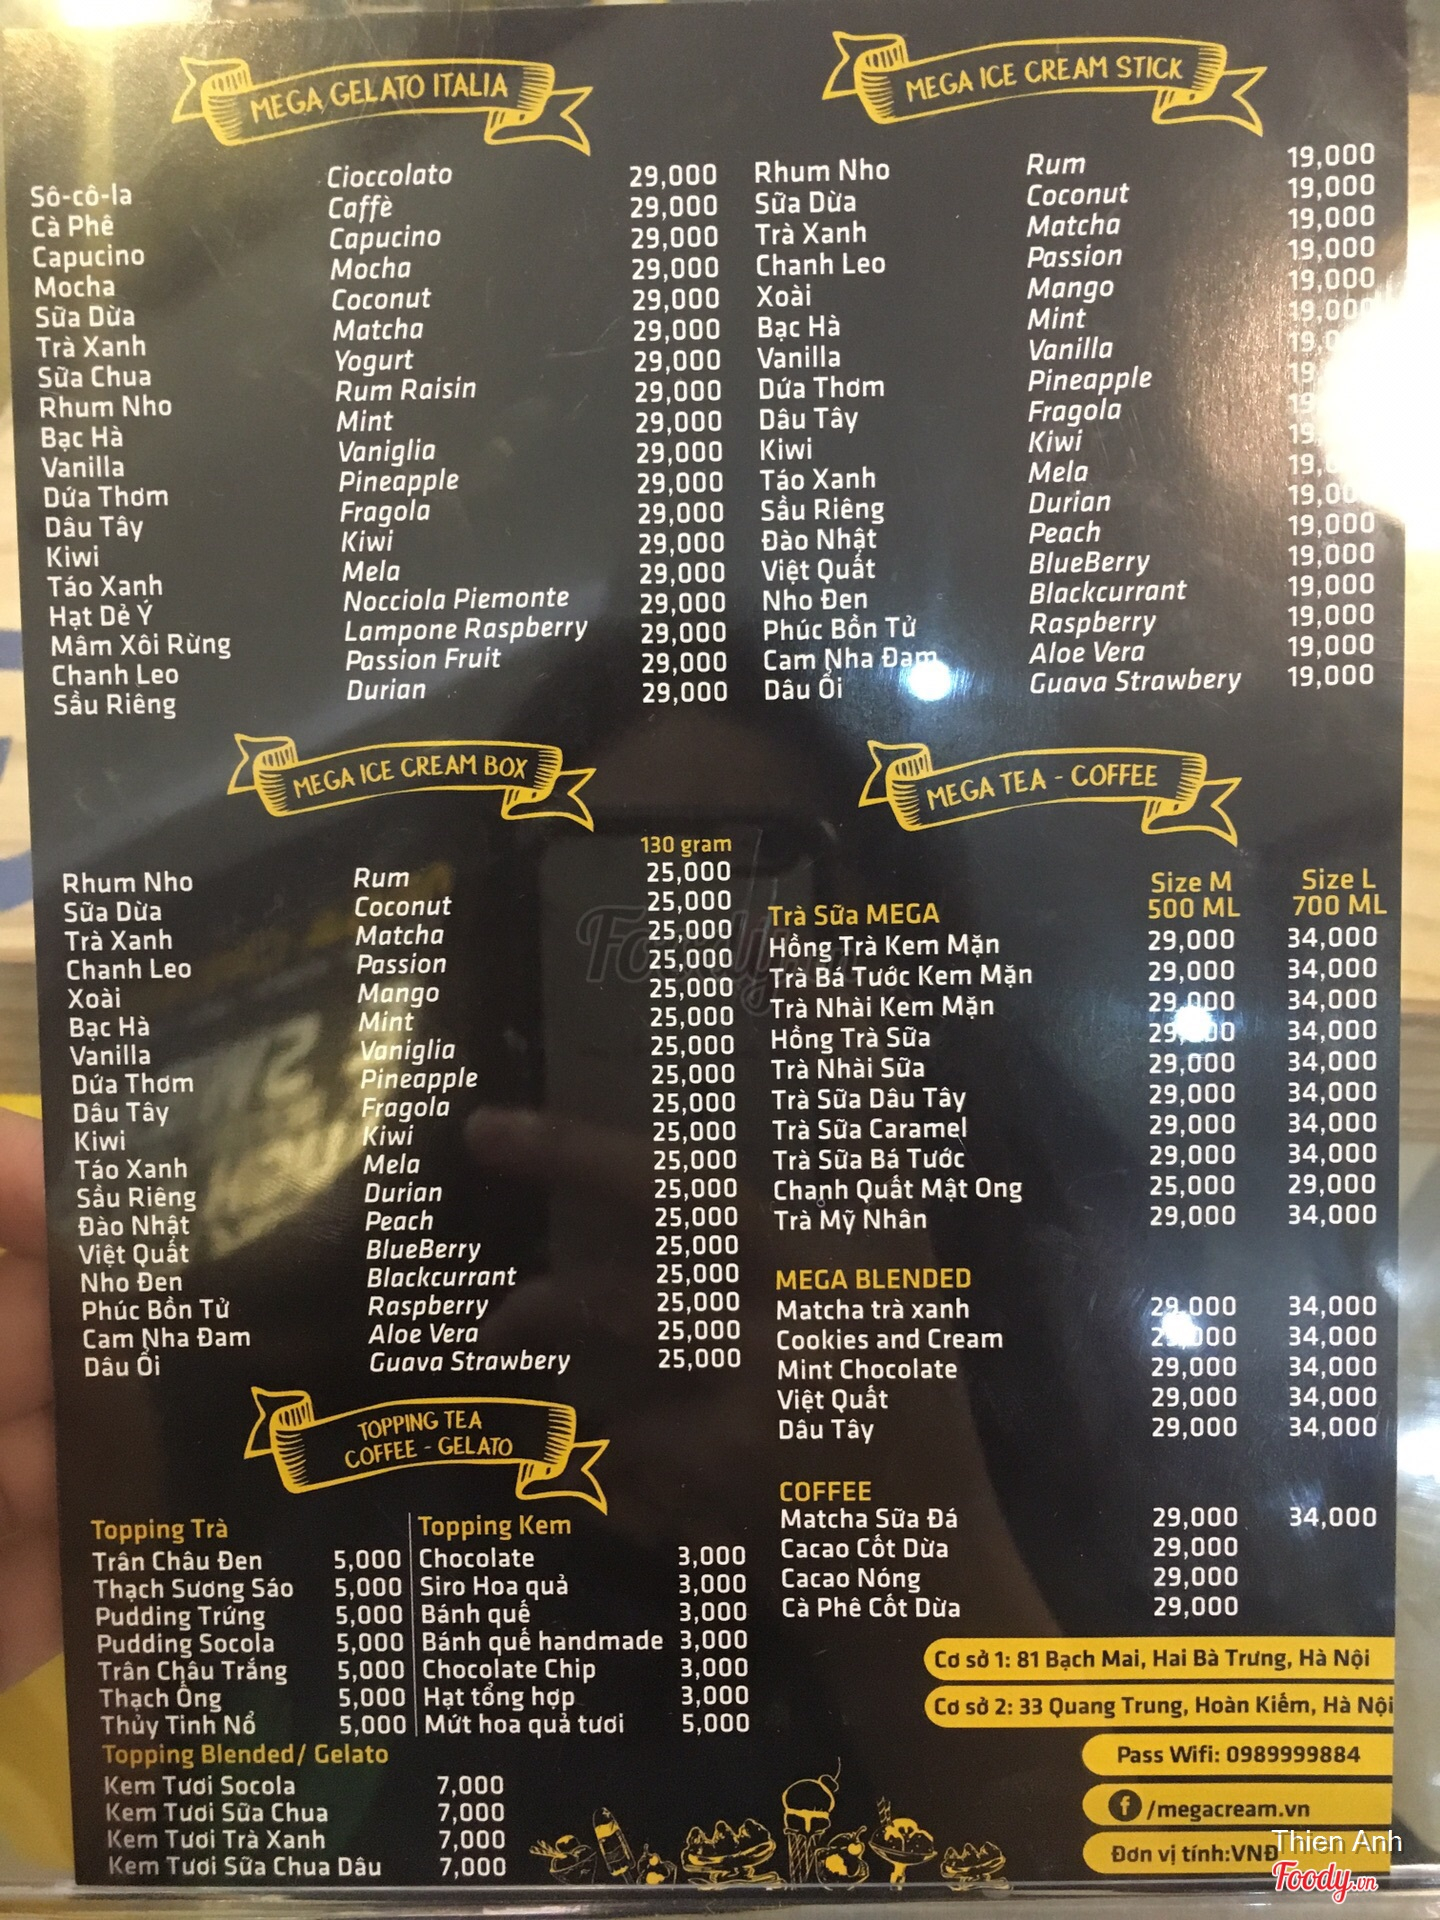 MEGA GELATO ITALIA
Sô-cô-la Cioccolato 29,000
Cà Phê Caffè 29,000
Capucino Capucino 29,000
Mocha Mocha 29,000
Sữa Dừa Coconut 29,000
Trà Xanh Matcha 29,000
Sữa Chua Yogurt 29,000
Rhum Nho Rum Raisin 29,000
Bạc Hà Mint 29,000
Vanilla Vaniglia 29,000
Dứa Thơm Pineapple 29,000
Dâu Tây Fragola 29,000
Kiwi Kiwi 29,000
Táo Xanh Mela 29,000
Hạt Dẻ Ý Nocciola Piemonte 29,000
Mâm Xôi Rừng Lampone Raspberry 29,000
Chanh Leo Passion Fruit 29,000
Sầu Riêng Durian 29,000
MEGA ICE CREAM STICK
Rhum Nho Rum 19,000
Sữa Dừa Coconut 19,000
Trà Xanh Matcha 19,000
Chanh Leo Passion 19,000
Xoài Mango 19,000
Bạc Hà Mint 19,000
Vanilla Vanilla
Dứa Thơm Pineapple
Dâu Tây Fragola
Kiwi Kiwi
Táo Xanh Mela
Sầu Riêng Durian 19,000
Đào Nhật Peach 19,000
Việt Quất BlueBerry 19,000
Nho Đen Blackcurrant 19,000
Phúc Bồn Tử Raspberry 19,000
Cam Nha Đam Aloe Vera 19,000
Dâu Ổi Guava Strawbery 19,000
MEGA ICE CREAM BOX
130 gram
Rhum Nho Rum 25,000
Sữa Dừa Coconut 25,000
Trà Xanh Matcha 25,000
Chanh Leo Passion 25,000
Xoài Mango 25,000
Bạc Hà Mint 25,000
Vanilla Vaniglia 25,000
Dứa Thơm Pineapple 25,000
Dâu Tây Fragola 25,000
Kiwi Kiwi 25,000
Táo Xanh Mela 25,000
Sầu Riêng Durian 25,000
Đào Nhật Peach 25,000
Việt Quất BlueBerry 25,000
Nho Đen Blackcurrant 25,000
Phúc Bồn Tử Raspberry 25,000
Cam Nha Đam Aloe Vera 25,000
Dâu Ổi Guava Strawbery 25,000
MEGA TEA - COFFEE
Size M Size L
Trà Sữa MEGA 500 ML 700 ML
Hồng Trà Kem Mặn 29,000 34,000
Trà Bá Tước Kem Mặn 29,000 34,000
Trà Nhài Kem Mặn 29,000 34,000
Hồng Trà Sữa 29,000 34,000
Trà Nhài Sữa 29,000 34,000
Trà Sữa Dâu Tây 29,000 34,000
Trà Sữa Caramel 29,000 34,000
Trà Sữa Bá Tước 29,000 34,000
Chanh Quất Mật Ong 25,000 29,000
Trà Mỹ Nhân 29,000 34,000
MEGA BLENDED
Matcha trà xanh 29,000 34,000
Cookies and Cream 29,000 34,000
Mint Chocolate 29,000 34,000
Việt Quất 29,000 34,000
Dâu Tây 29,000 34,000
COFFEE
Matcha Sữa Đá 29,000 34,000
Cacao Cốt Dừa 29,000
Cacao Nóng 29,000
Cà Phê Cốt Dừa 29,000
TOPPING TEA
COFFEE - GELATO
Topping Trà
Trân Châu Đen 5,000
Thạch Sương Sáo 5,000
Pudding Trứng 5,000
Pudding Socola 5,000
Trân Châu Trắng 5,000
Thạch Ống 5,000
Thủy Tinh Nổ 5,000
Topping Kem
Chocolate 3,000
Siro Hoa quả 3,000
Bánh quế 3,000
Bánh quế handmade 3,000
Chocolate Chip 3,000
Hạt tổng hợp 3,000
Mứt hoa quả tươi 5,000
Topping Blended/ Gelato
Kem Tươi Socola 7,000
Kem Tươi Sữa Chua 7,000
Kem Tươi Trà Xanh 7,000
Kem Tươi Sữa Chua Dâu 7,000
Cơ sở 1: 81 Bạch Mai, Hai Bà Trưng, Hà Nội
Cơ sở 2: 33 Quang Trung, Hoàn Kiếm, Hà Nội
Pass Wifi: 0989999884
f /megacream.vn
Đơn vị tính:VNĐ
Thien Anh
Foody.vn
Foody.vn